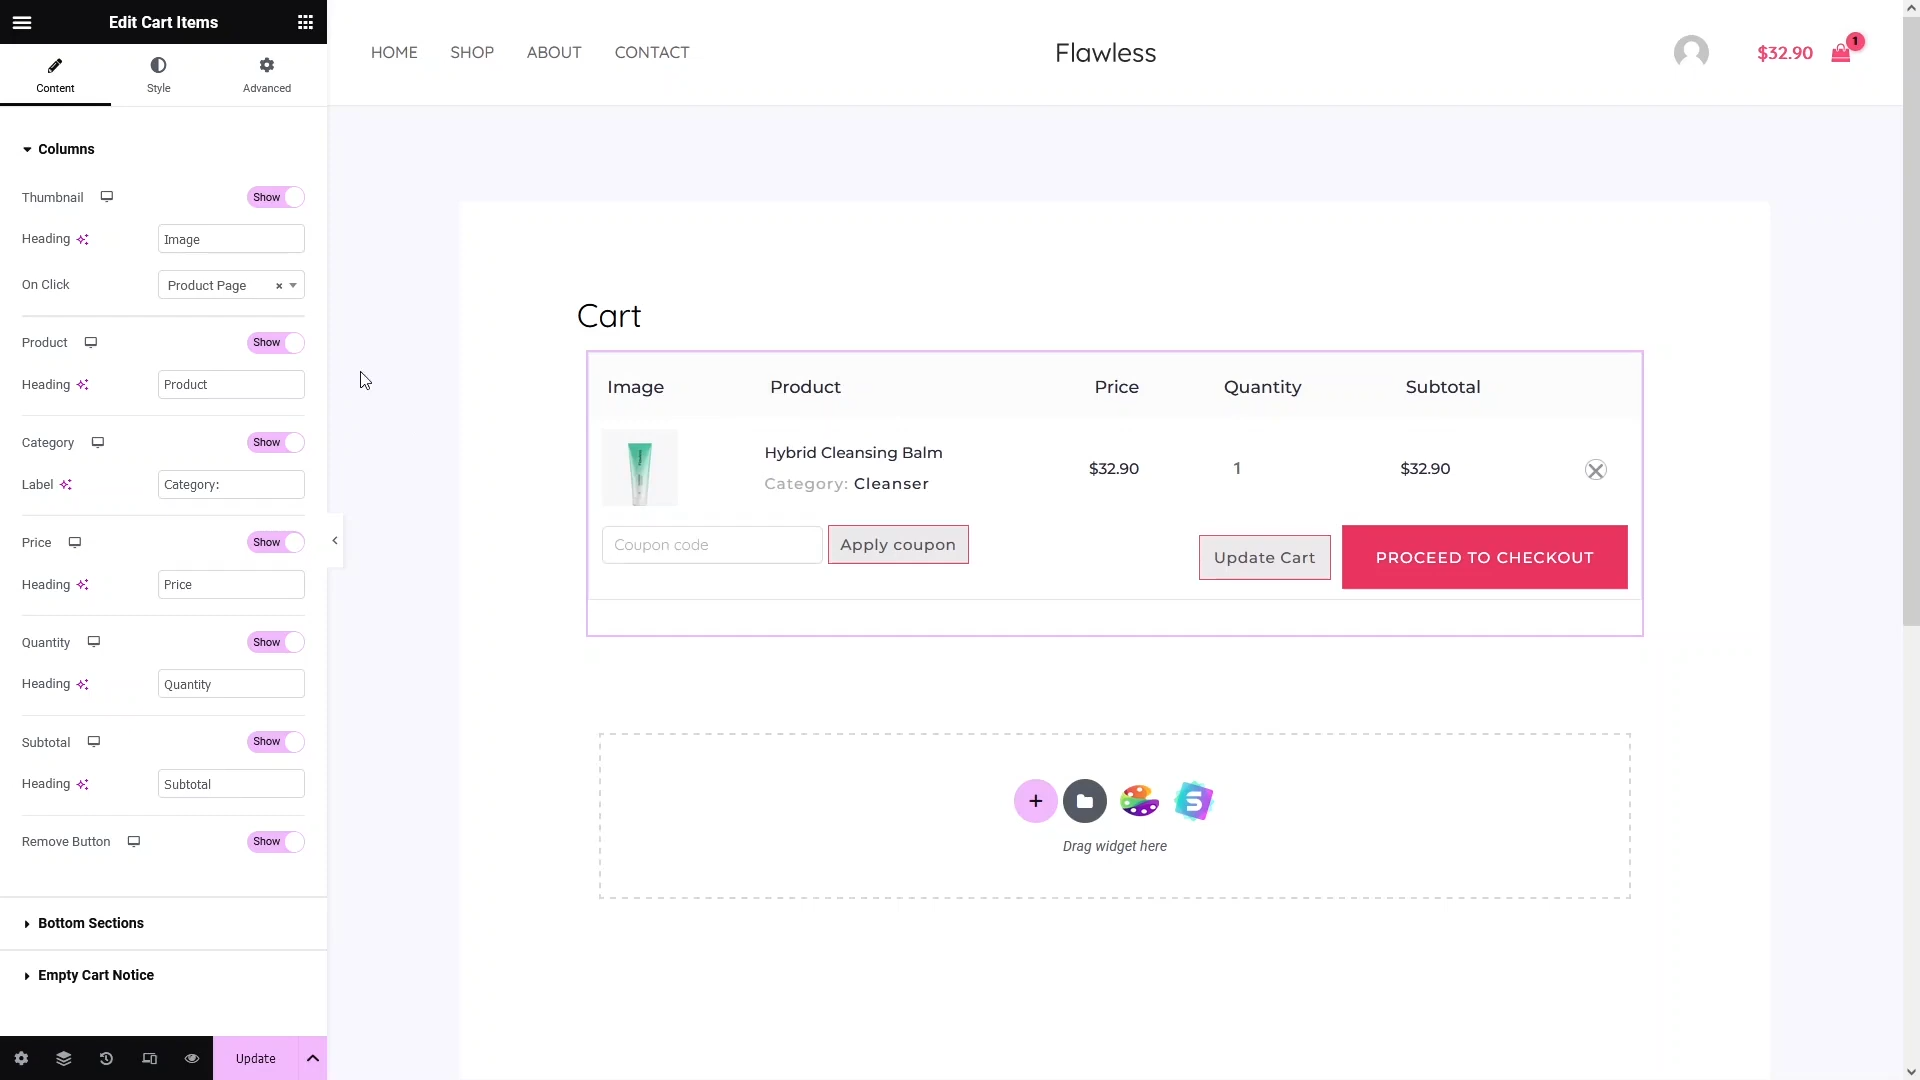 Edit Cart Items
Content
Style
Advanced
Columns
Thumbnail
Show
Heading
Image
On Click
Product Page
×
Product
Show
Heading
Product
Category
Show
Label
Category:
Price
Show
Heading
Price
Quantity
Show
Heading
Quantity
Subtotal
Show
Heading
Subtotal
Remove Button
Show
Bottom Sections
Empty Cart Notice
Update
HOME
SHOP
ABOUT
CONTACT
Flawless
$32.90
1
Cart
Image
Product
Price
Quantity
Subtotal
Hybrid Cleansing Balm
Category: Cleanser
$32.90
1
$32.90
Coupon code
Apply coupon
Update Cart
PROCEED TO CHECKOUT
Drag widget here